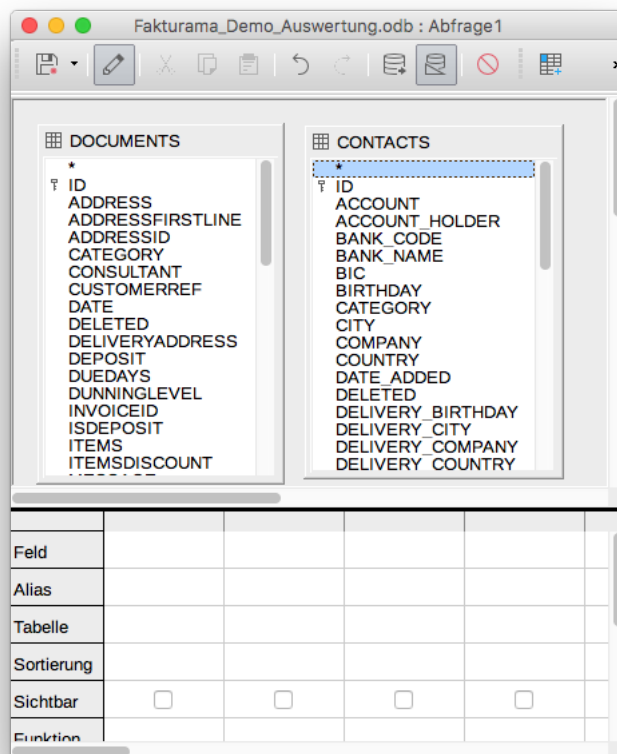 Fakturama_Demo_Auswertung.odb : Abfrage1
DOCUMENTS
*
ID
ADDRESS
ADDRESSFIRSTLINE
ADDRESSID
CATEGORY
CONSULTANT
CUSTOMERREF
DATE
DELETED
DELIVERYADDRESS
DEPOSIT
DUEDAYS
DUNNINGLEVEL
INVOICEID
ISDEPOSIT
ITEMS
ITEMSDISCOUNT
CONTACTS
*
ID
ACCOUNT
ACCOUNT_HOLDER
BANK_CODE
BANK_NAME
BIC
BIRTHDAY
CATEGORY
CITY
COMPANY
COUNTRY
DATE_ADDED
DELETED
DELIVERY_BIRTHDAY
DELIVERY_CITY
DELIVERY_COMPANY
DELIVERY_COUNTRY
Feld
Alias
Tabelle
Sortierung
Sichtbar
Funktion